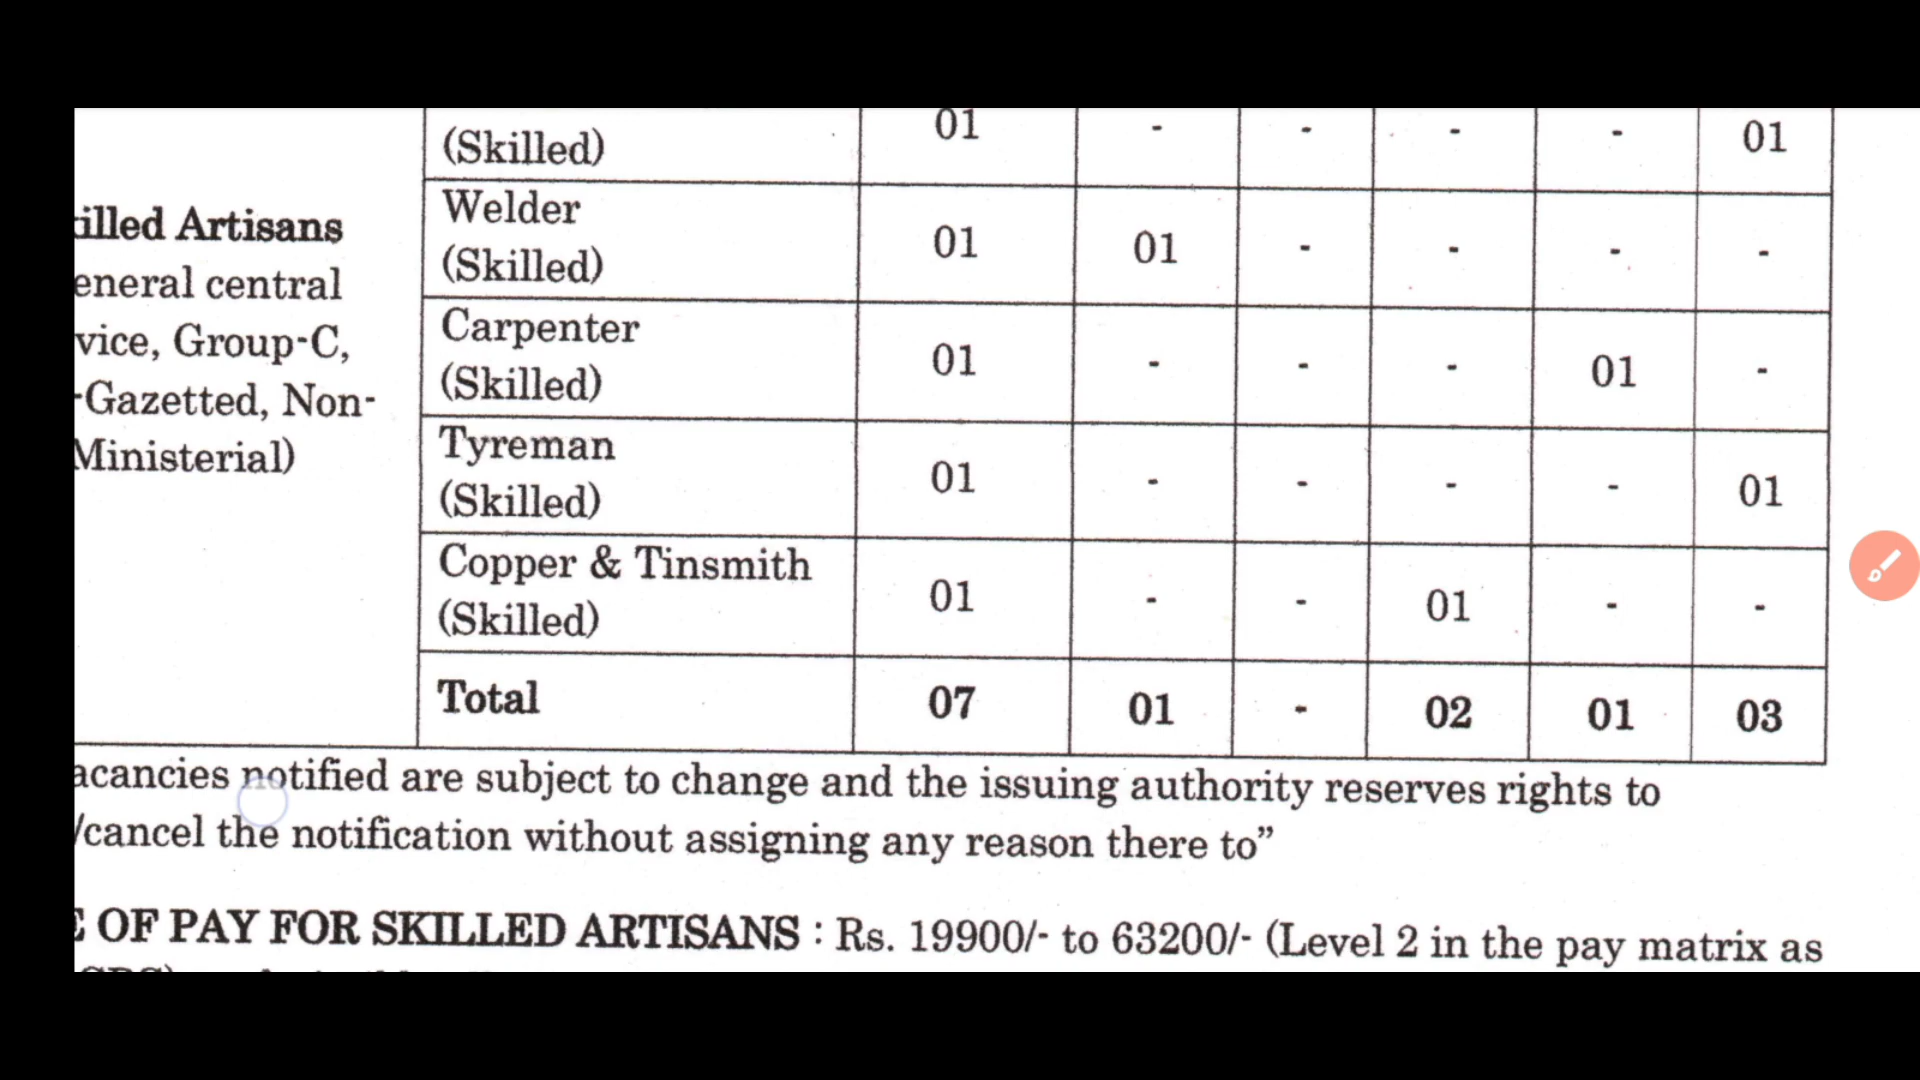 (Skilled) 01 - - - - 01
Welder
(Skilled) 01 01 - - - -
Carpenter
(Skilled) 01 - - - 01 -
Tyreman
(Skilled) 01 - - - - 01
Copper & Tinsmith
(Skilled) 01 - - 01 - -
Total 07 01 - 02 01 03
illed Artisans
eneral central
vice, Group-C,
-Gazetted, Non-
Ministerial)
acancies notified are subject to change and the issuing authority reserves rights to
/cancel the notification without assigning any reason there to”
E OF PAY FOR SKILLED ARTISANS : Rs. 19900/- to 63200/- (Level 2 in the pay matrix as